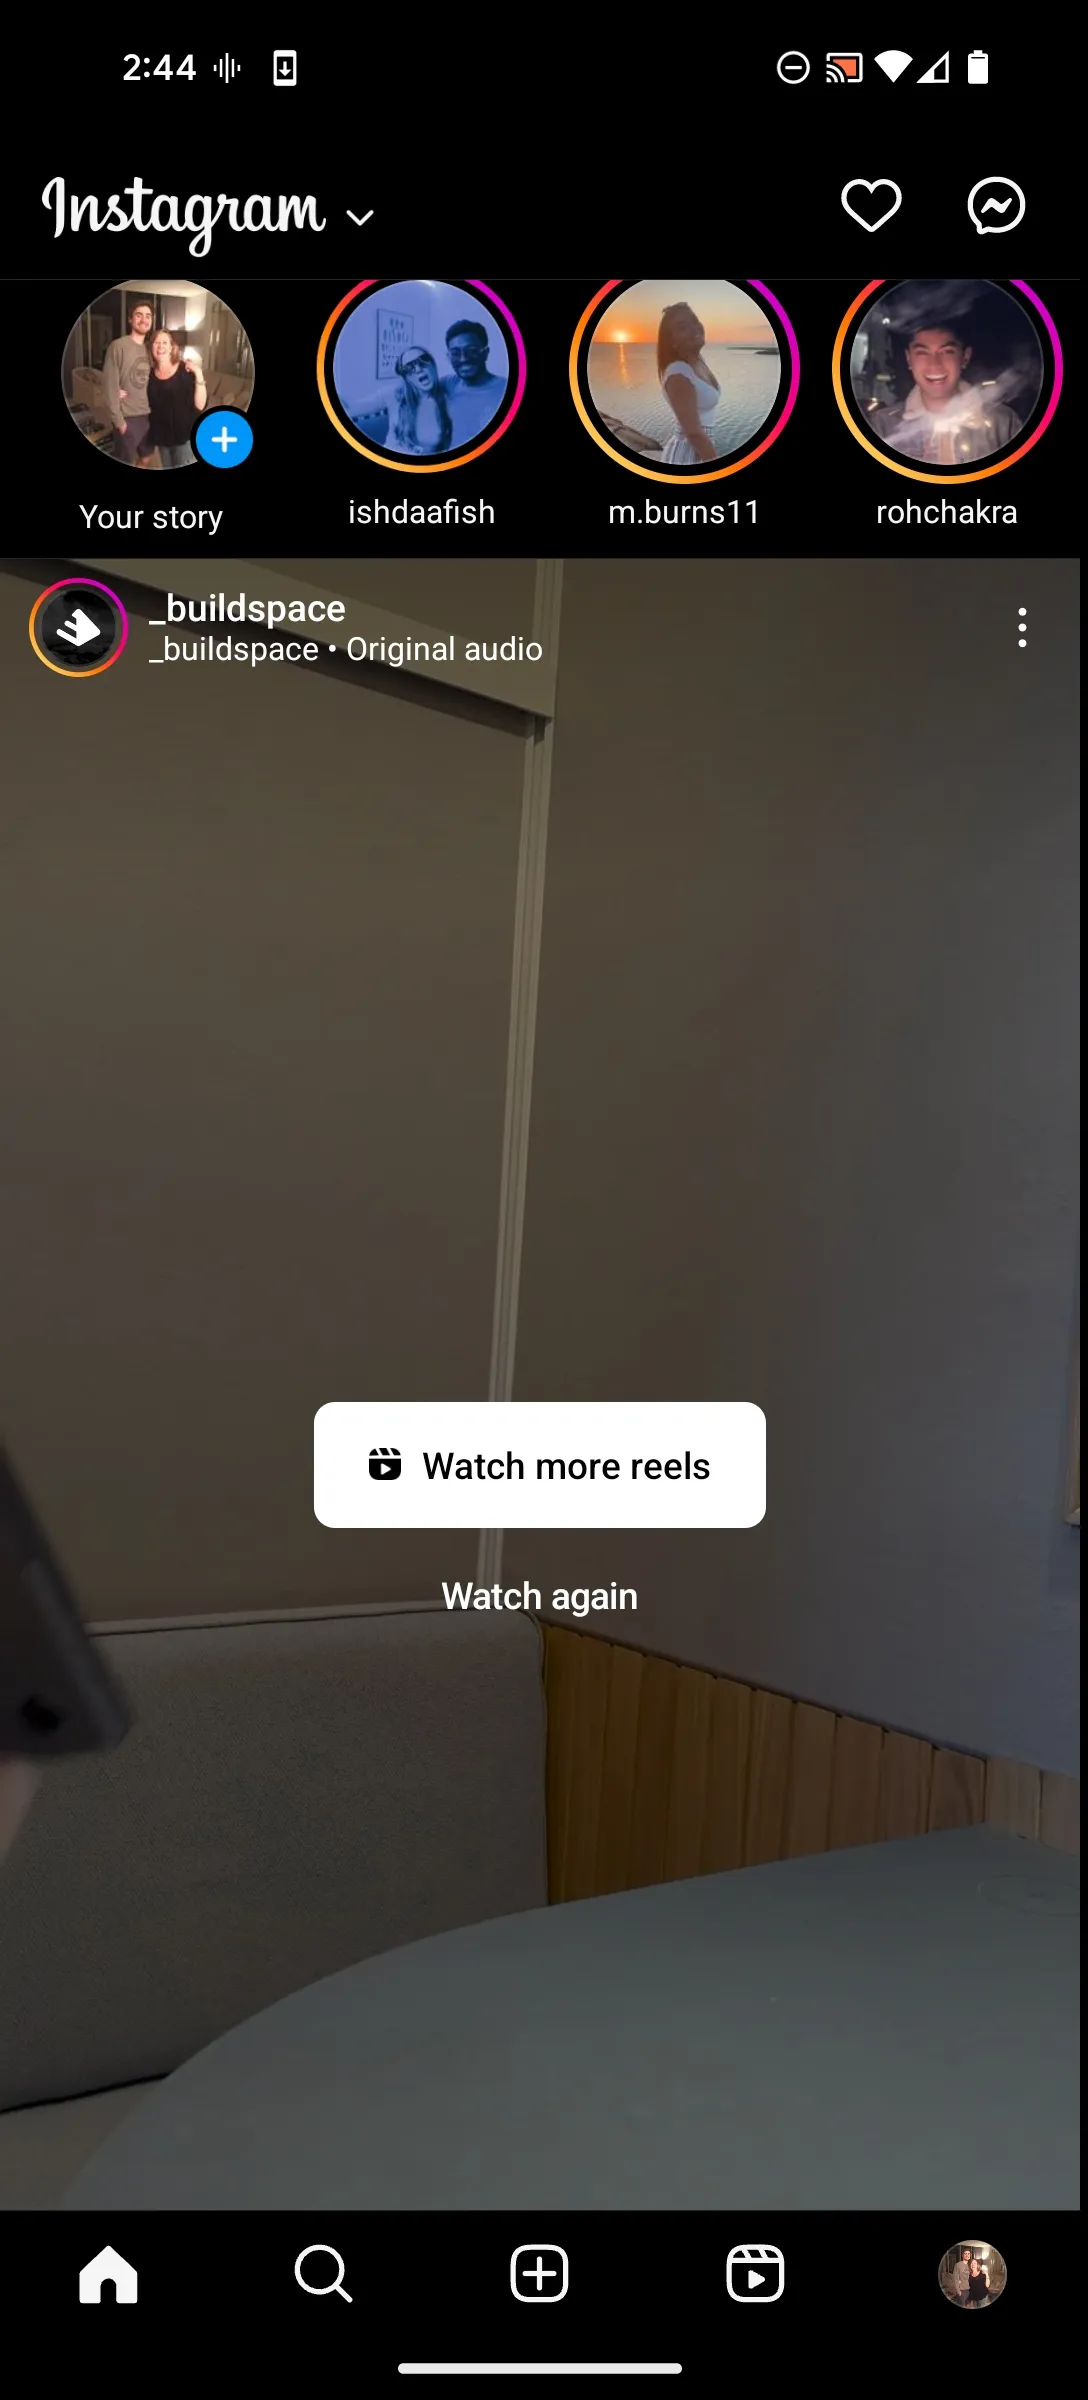 2:44
Instagram
Your story
ishdaafish
m.burns11
rohchakra
_buildspace
_buildspace • Original audio
Watch more reels
Watch again